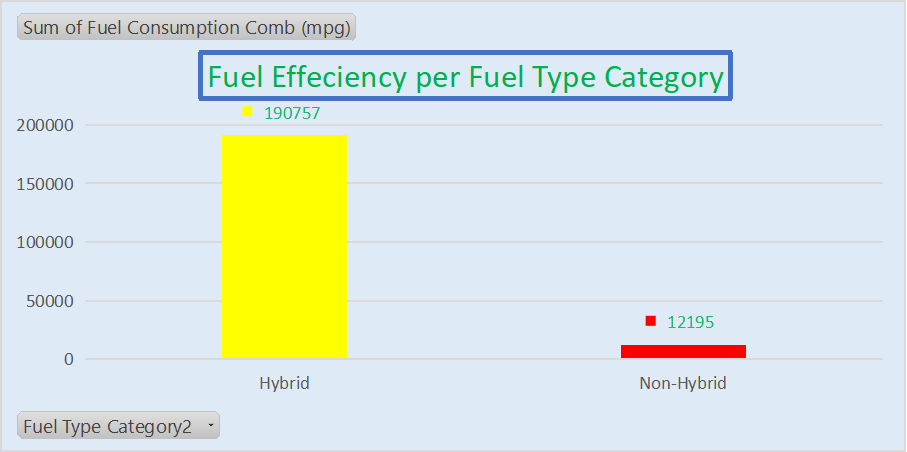 Sum of Fuel Consumption Comb (mpg)
Fuel Effeciency per Fuel Type Category
190757
200000
150000
100000
50000
12195
0
Hybrid
Non-Hybrid
Fuel Type Category2